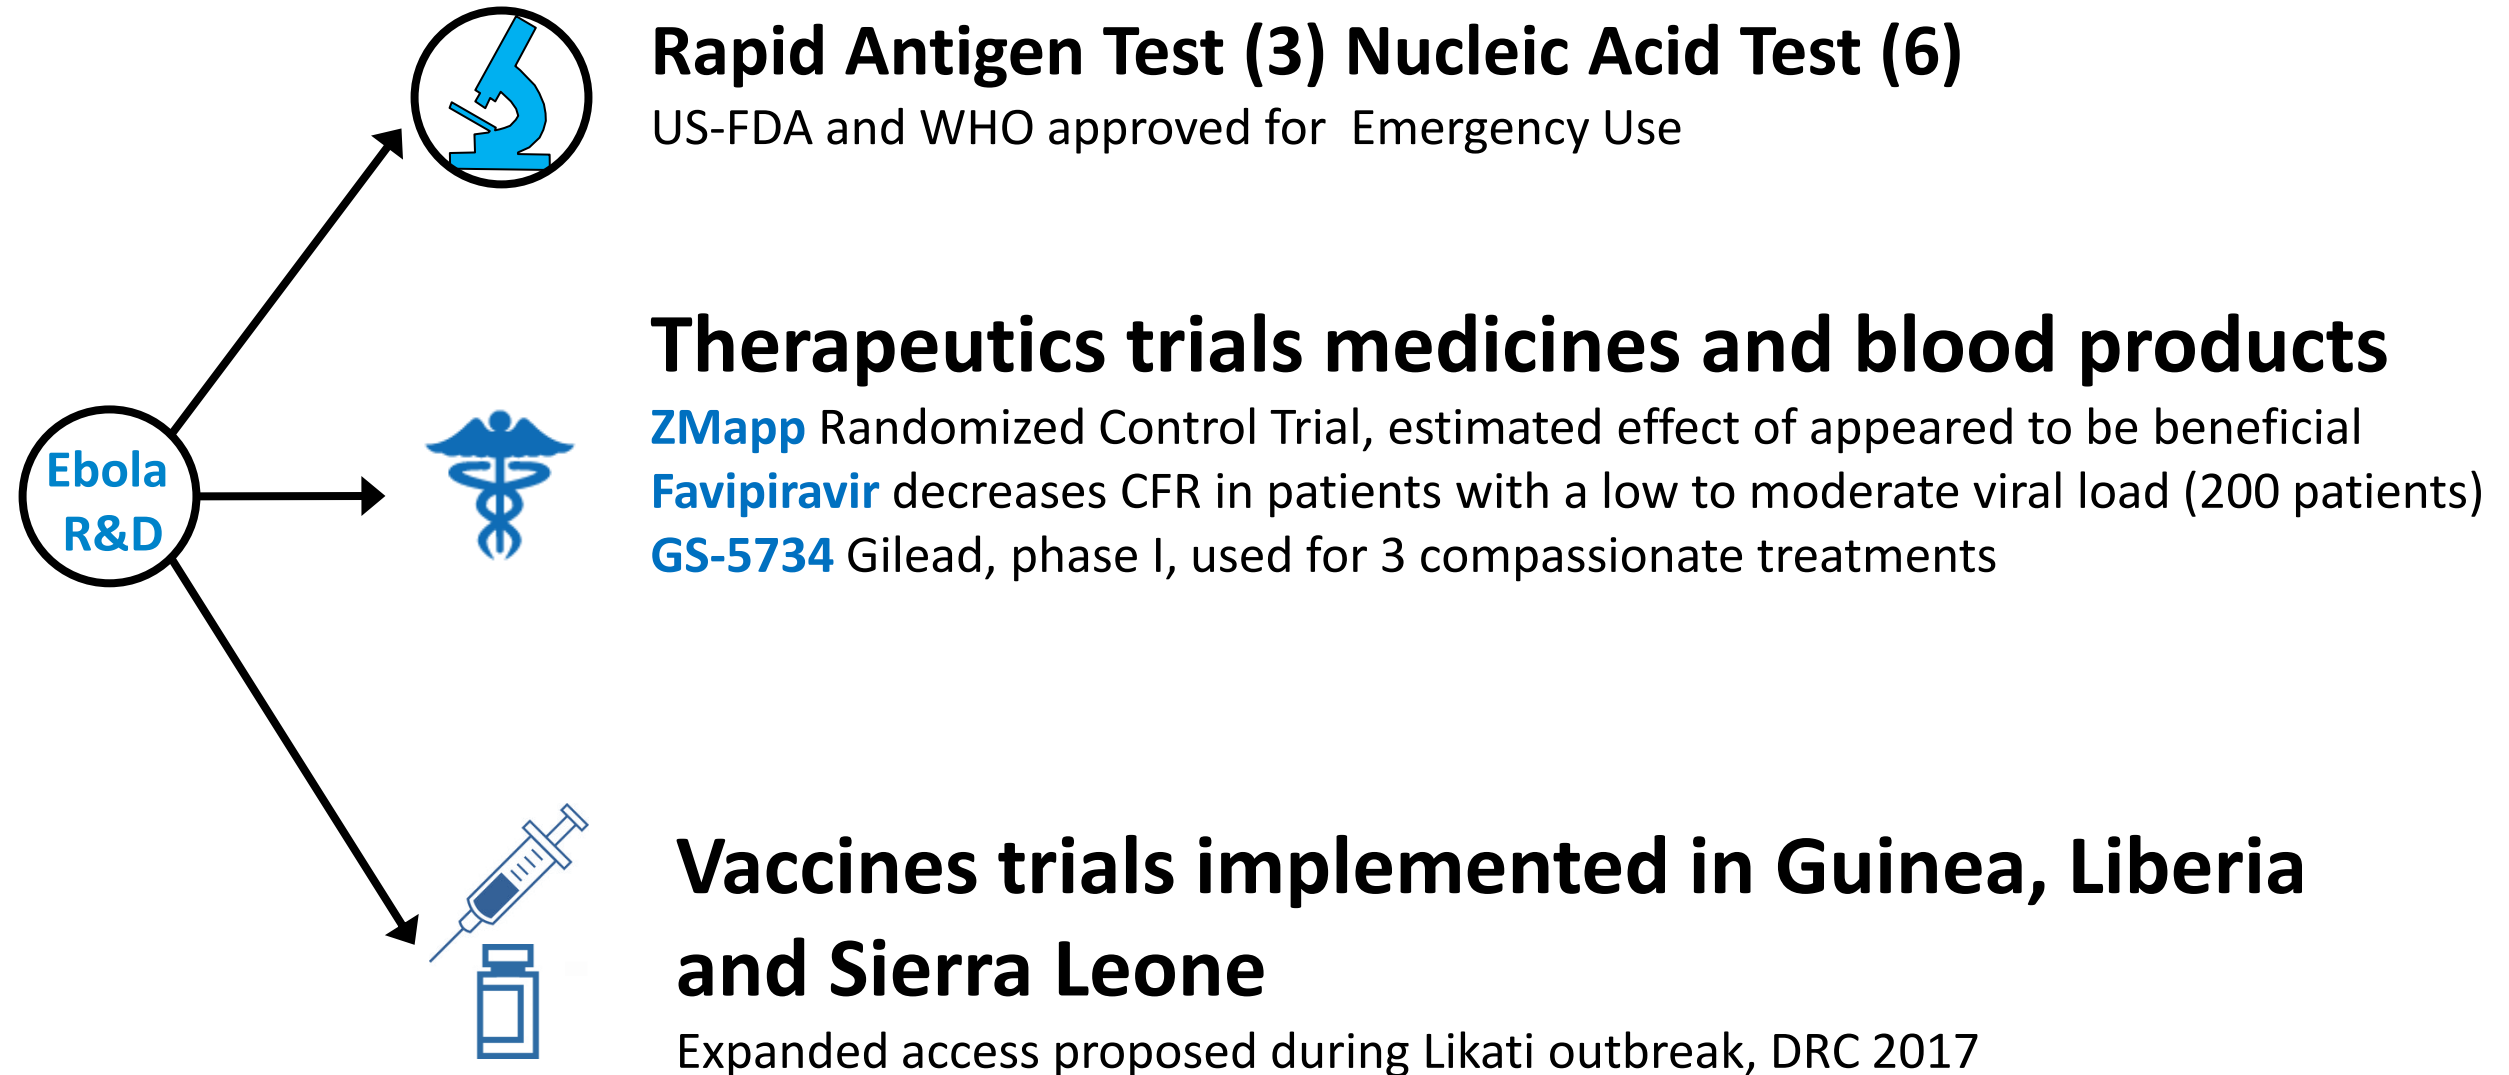 Rapid Antigen Test (3) Nucleic Acid Test (6)
US-FDA and WHO approved for Emergency Use
Therapeutics trials medicines and blood products
ZMapp Randomized Control Trial, estimated effect of appeared to be beneficial
Favipiravir decreases CFR in patients with a low to moderate viral load (200 patients)
GS-5734 Gilead, phase I, used for 3 compassionate treatments
Ebola
R&D
Vaccines trials implemented in Guinea, Liberia
and Sierra Leone
Expanded access proposed during Likati outbreak, DRC 2017